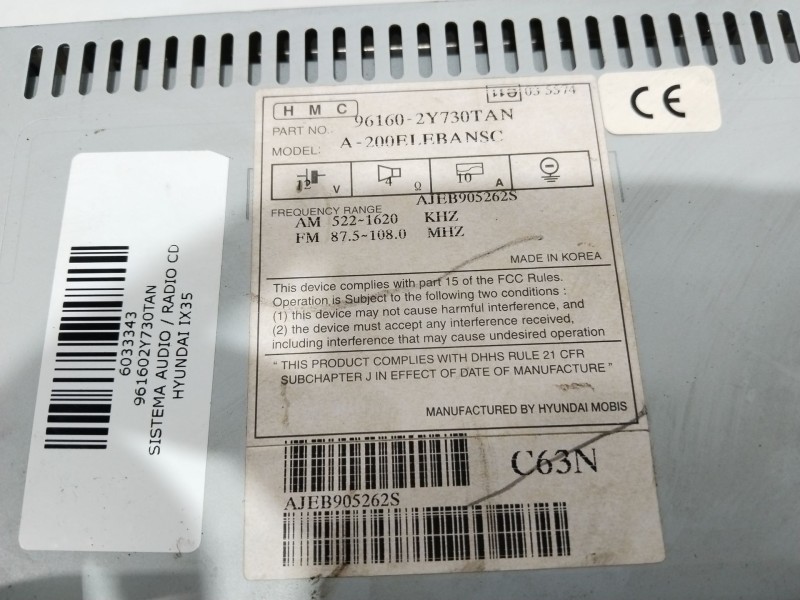 H M C
e11 03 5574
PART NO. 96160-2Y730TAN
MODEL: A-200ELEBANSC
12 V
4 Ω
10 A
AJEB905262S
FREQUENCY RANGE
AM 522-1620 KHZ
FM 87.5~108.0 MHZ
MADE IN KOREA
This device complies with part 15 of the FCC Rules.
Operation is Subject to the following two conditions :
(1) this device may not cause harmful interference, and
(2) the device must accept any interference received,
including interference that may cause undesired operation
" THIS PRODUCT COMPLIES WITH DHHS RULE 21 CFR
SUBCHAPTER J IN EFFECT OF DATE OF MANUFACTURE "
MANUFACTURED BY HYUNDAI MOBIS
C63N
AJEB905262S
CE
6033343
961602Y730TAN
SISTEMA AUDIO / RADIO CD
HYUNDAI IX35